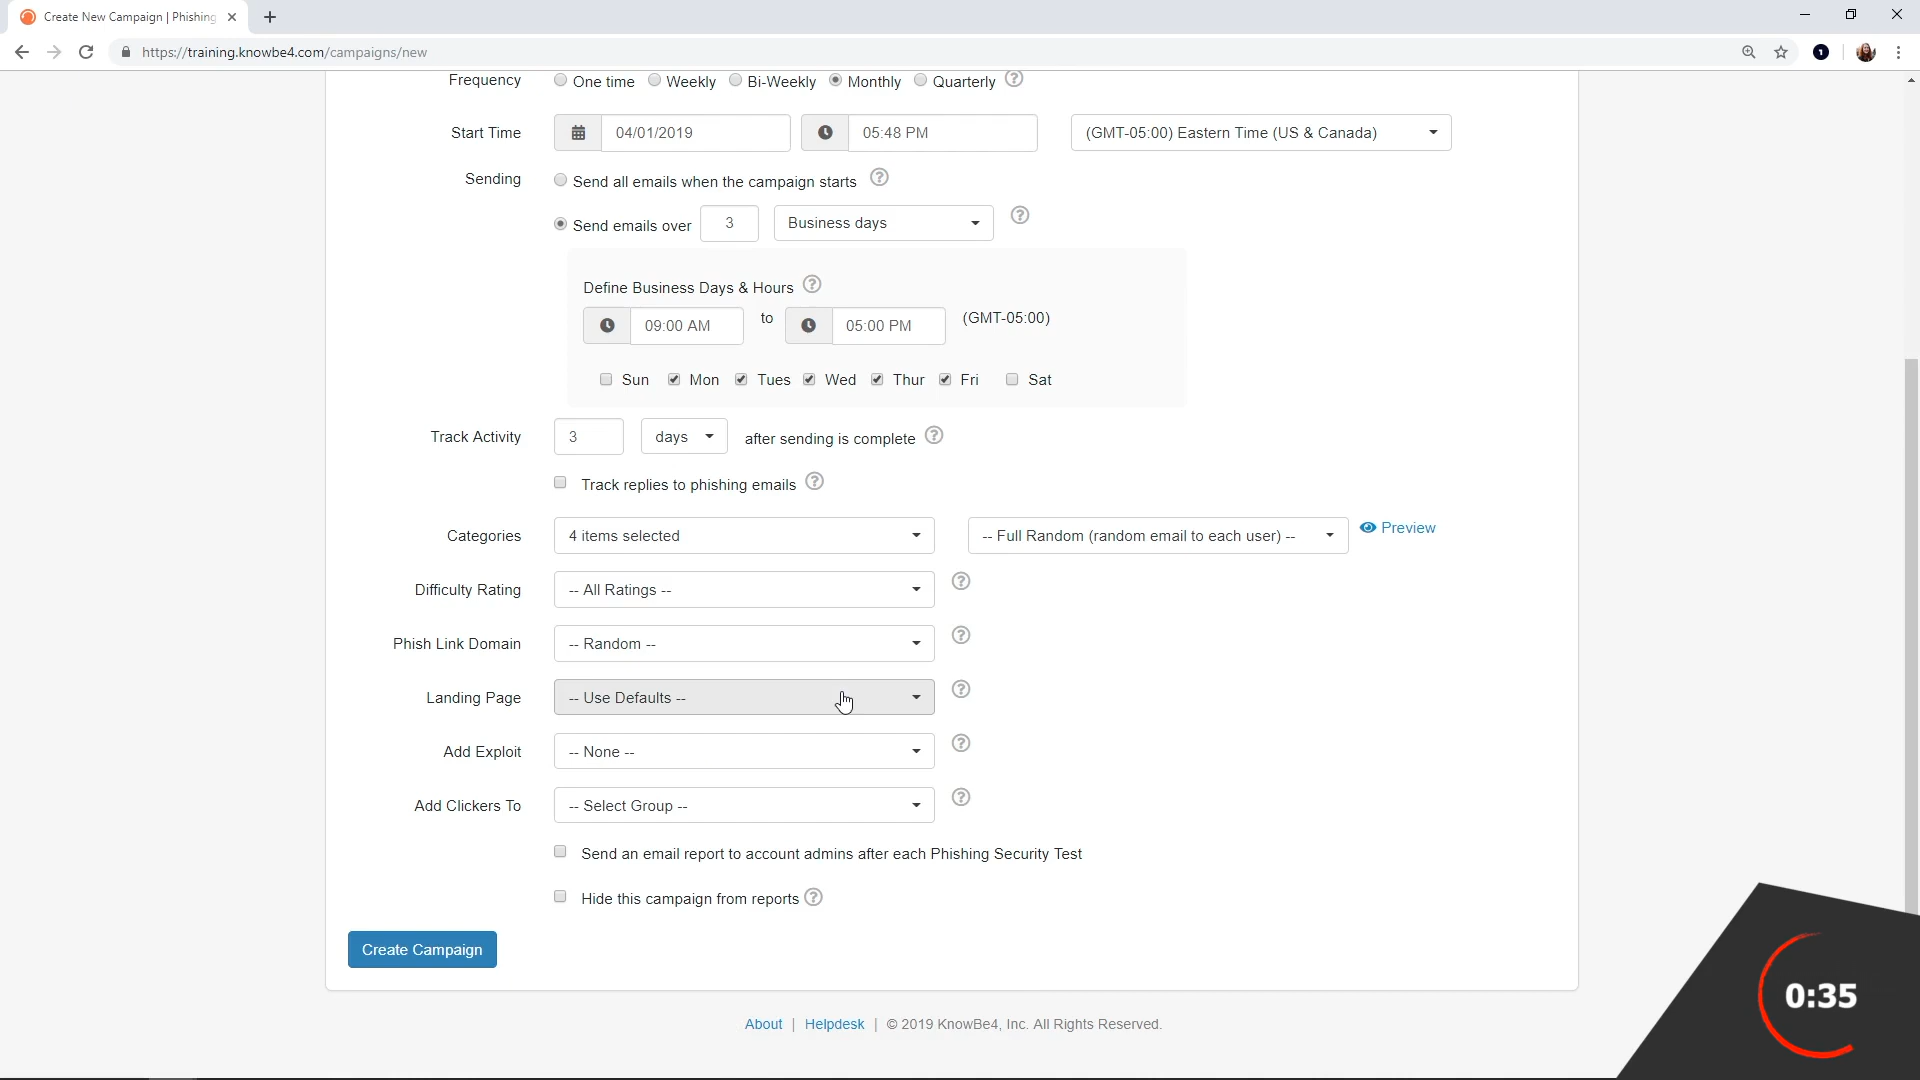 Create New Campaign | Phishing
https://training.knowbe4.com/campaigns/new
1
Frequency One time Weekly Bi-Weekly Monthly Quarterly ?
Start Time 04/01/2019 05:48 PM (GMT-05:00) Eastern Time (US & Canada)
Sending Send all emails when the campaign starts ?
Send emails over 3 Business days ?
Define Business Days & Hours ?
09:00 AM to 05:00 PM (GMT-05:00)
Sun Mon Tues Wed Thur Fri Sat
Track Activity 3 days after sending is complete ?
Track replies to phishing emails ?
Categories 4 items selected -- Full Random (random email to each user) -- Preview
Difficulty Rating -- All Ratings -- ?
Phish Link Domain -- Random -- ?
Landing Page -- Use Defaults -- ?
Add Exploit -- None -- ?
Add Clickers To -- Select Group -- ?
Send an email report to account admins after each Phishing Security Test
Hide this campaign from reports ?
Create Campaign
0:35
About | Helpdesk | © 2019 KnowBe4, Inc. All Rights Reserved.